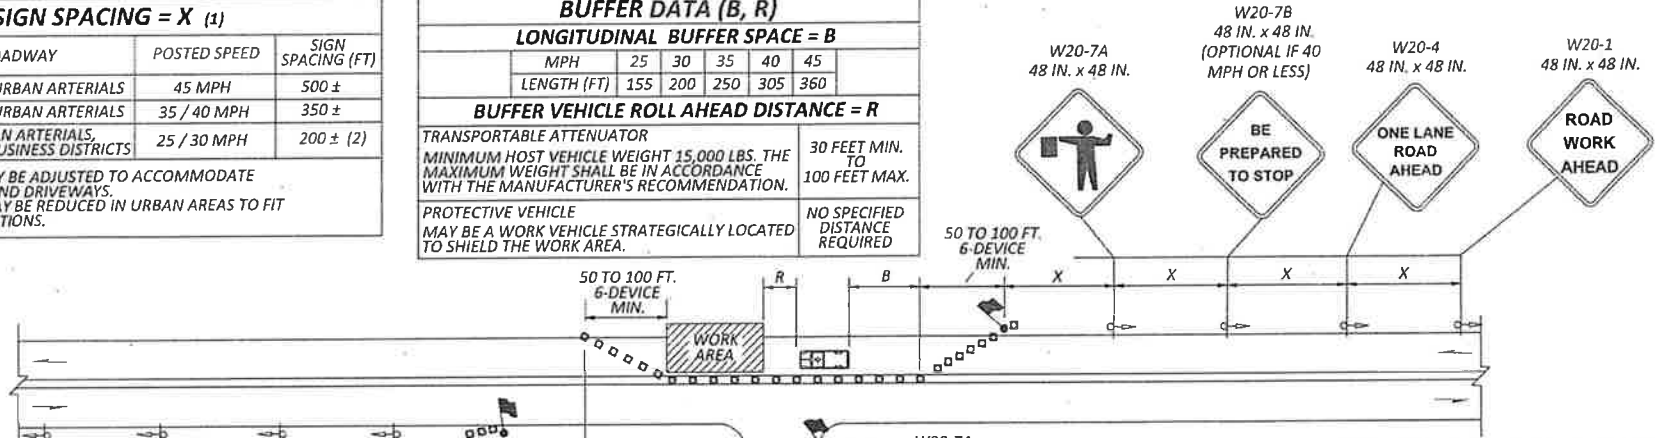 SIGN SPACING = X (1)
POSTED SPEED
SIGN SPACING (FT)
URBAN ARTERIALS 45 MPH 500 ±
URBAN ARTERIALS 35 / 40 MPH 350 ±
ARTERIALS,
BUSINESS DISTRICTS 25 / 30 MPH 200 ± (2)
BE ADJUSTED TO ACCOMMODATE
DRIVEWAYS.
BE REDUCED IN URBAN AREAS TO FIT
BUFFER DATA (B, R)
LONGITUDINAL BUFFER SPACE = B
MPH 25 30 35 40 45
LENGTH (FT) 155 200 250 305 360
BUFFER VEHICLE ROLL AHEAD DISTANCE = R
TRANSPORTABLE ATTENUATOR
MINIMUM HOST VEHICLE WEIGHT 15,000 LBS. THE
MAXIMUM WEIGHT SHALL BE IN ACCORDANCE
WITH THE MANUFACTURER'S RECOMMENDATION.
30 FEET MIN.
TO
100 FEET MAX.
PROTECTIVE VEHICLE
MAY BE A WORK VEHICLE STRATEGICALLY LOCATED
TO SHIELD THE WORK AREA.
NO SPECIFIED
DISTANCE
REQUIRED
W20-7A
48 IN. x 48 IN.
W20-7B
48 IN. x 48 IN.
(OPTIONAL IF 40
MPH OR LESS)
W20-4
48 IN. x 48 IN.
W20-1
48 IN. x 48 IN.
BE
PREPARED
TO STOP
ONE LANE
ROAD
AHEAD
ROAD
WORK
AHEAD
50 TO 100 FT.
6-DEVICE
MIN.
R
B
50 TO 100 FT.
6-DEVICE
MIN.
X
X
X
X
WORK
AREA